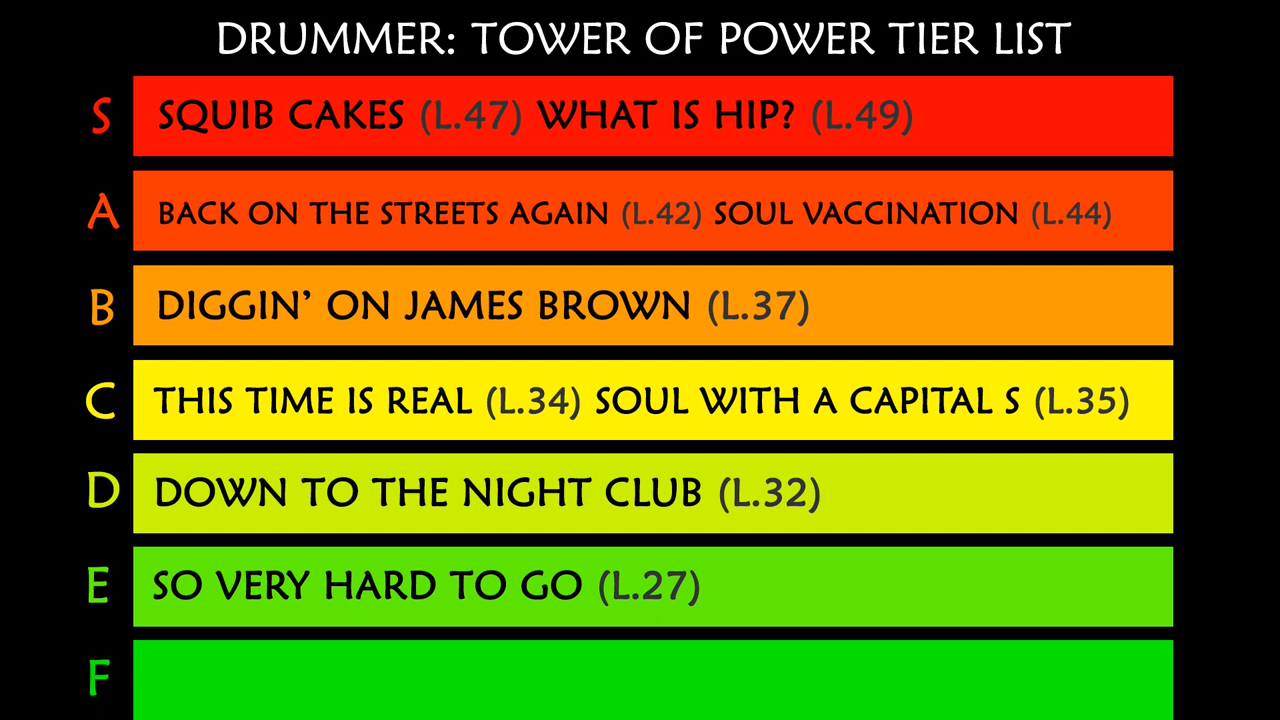 DRUMMER: TOWER OF POWER TIER LIST
S SQUIB CAKES (L.47) WHAT IS HIP? (L.49)
A BACK ON THE STREETS AGAIN (L.42) SOUL VACCINATION (L.44)
B DIGGIN’ ON JAMES BROWN (L.37)
C THIS TIME IS REAL (L.34) SOUL WITH A CAPITAL S (L.35)
D DOWN TO THE NIGHT CLUB (L.32)
E SO VERY HARD TO GO (L.27)
F